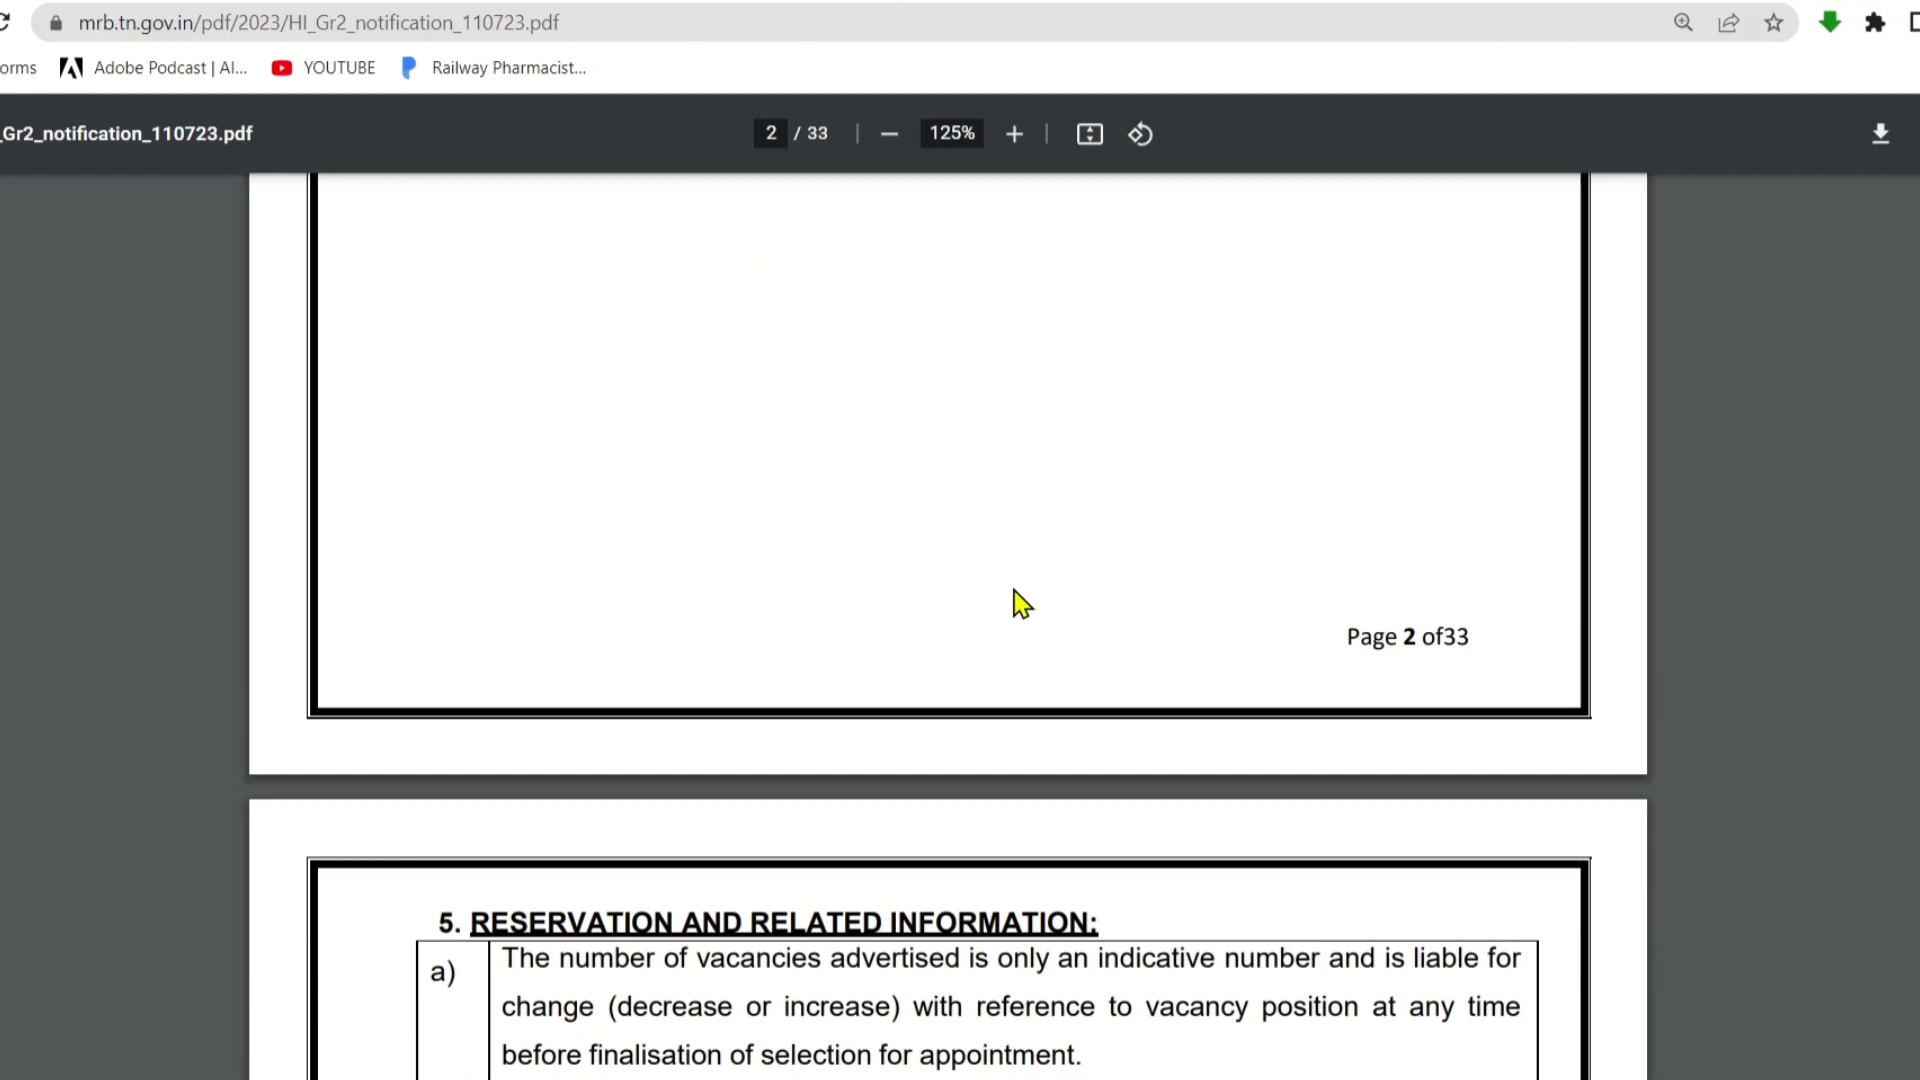 mrb.tn.gov.in/pdf/2023/HI_Gr2_notification_110723.pdf
orms Adobe Podcast | AI... YOUTUBE Railway Pharmacist...
_Gr2_notification_110723.pdf 2 / 33 125%
Page 2 of33
5. RESERVATION AND RELATED INFORMATION:
a) The number of vacancies advertised is only an indicative number and is liable for
change (decrease or increase) with reference to vacancy position at any time
before finalisation of selection for appointment.